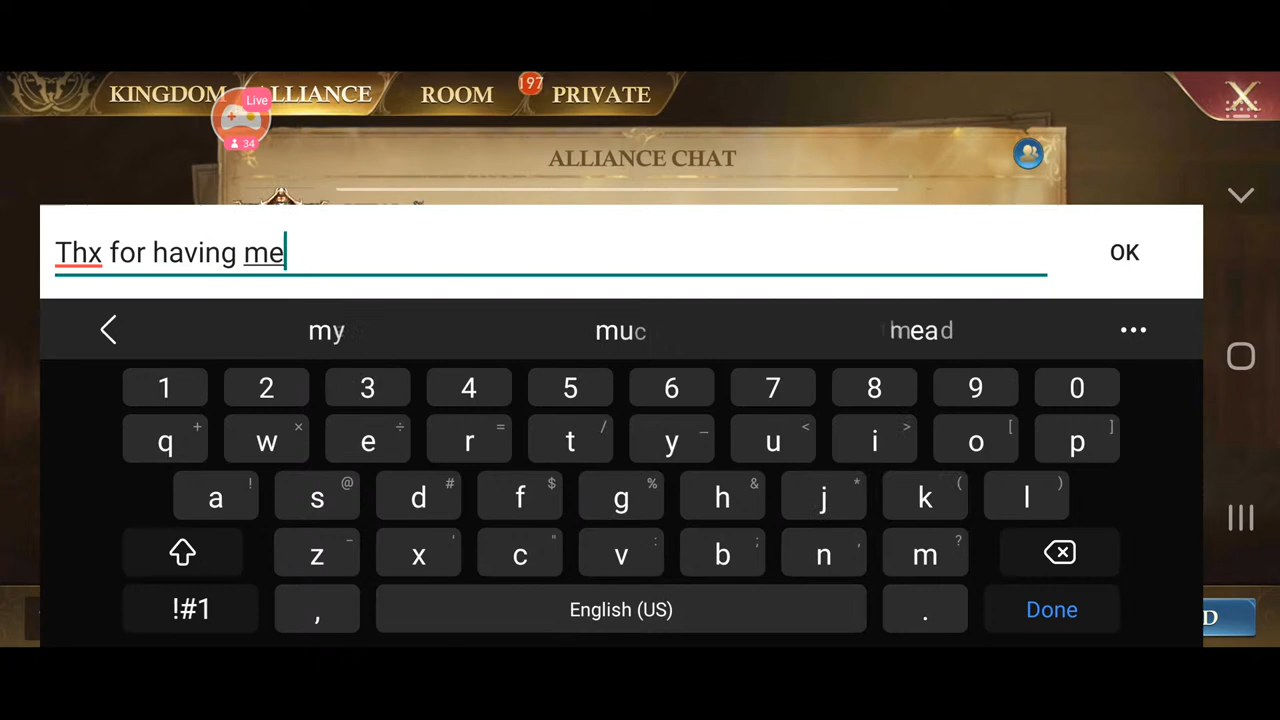 KINGDOM ALLIANCE ROOM 197 PRIVATE X
Live
34
ALLIANCE CHAT
Thx for having me OK
my muc mead
1 2 3 4 5 6 7 8 9 0
q + w × e ÷ r = t / y _ u < i > o [ p ]
a ! s @ d # f $ g % h & j * k ( l )
z - x ' c " v : b ; n , m ?
!#1 , English (US) . Done
D